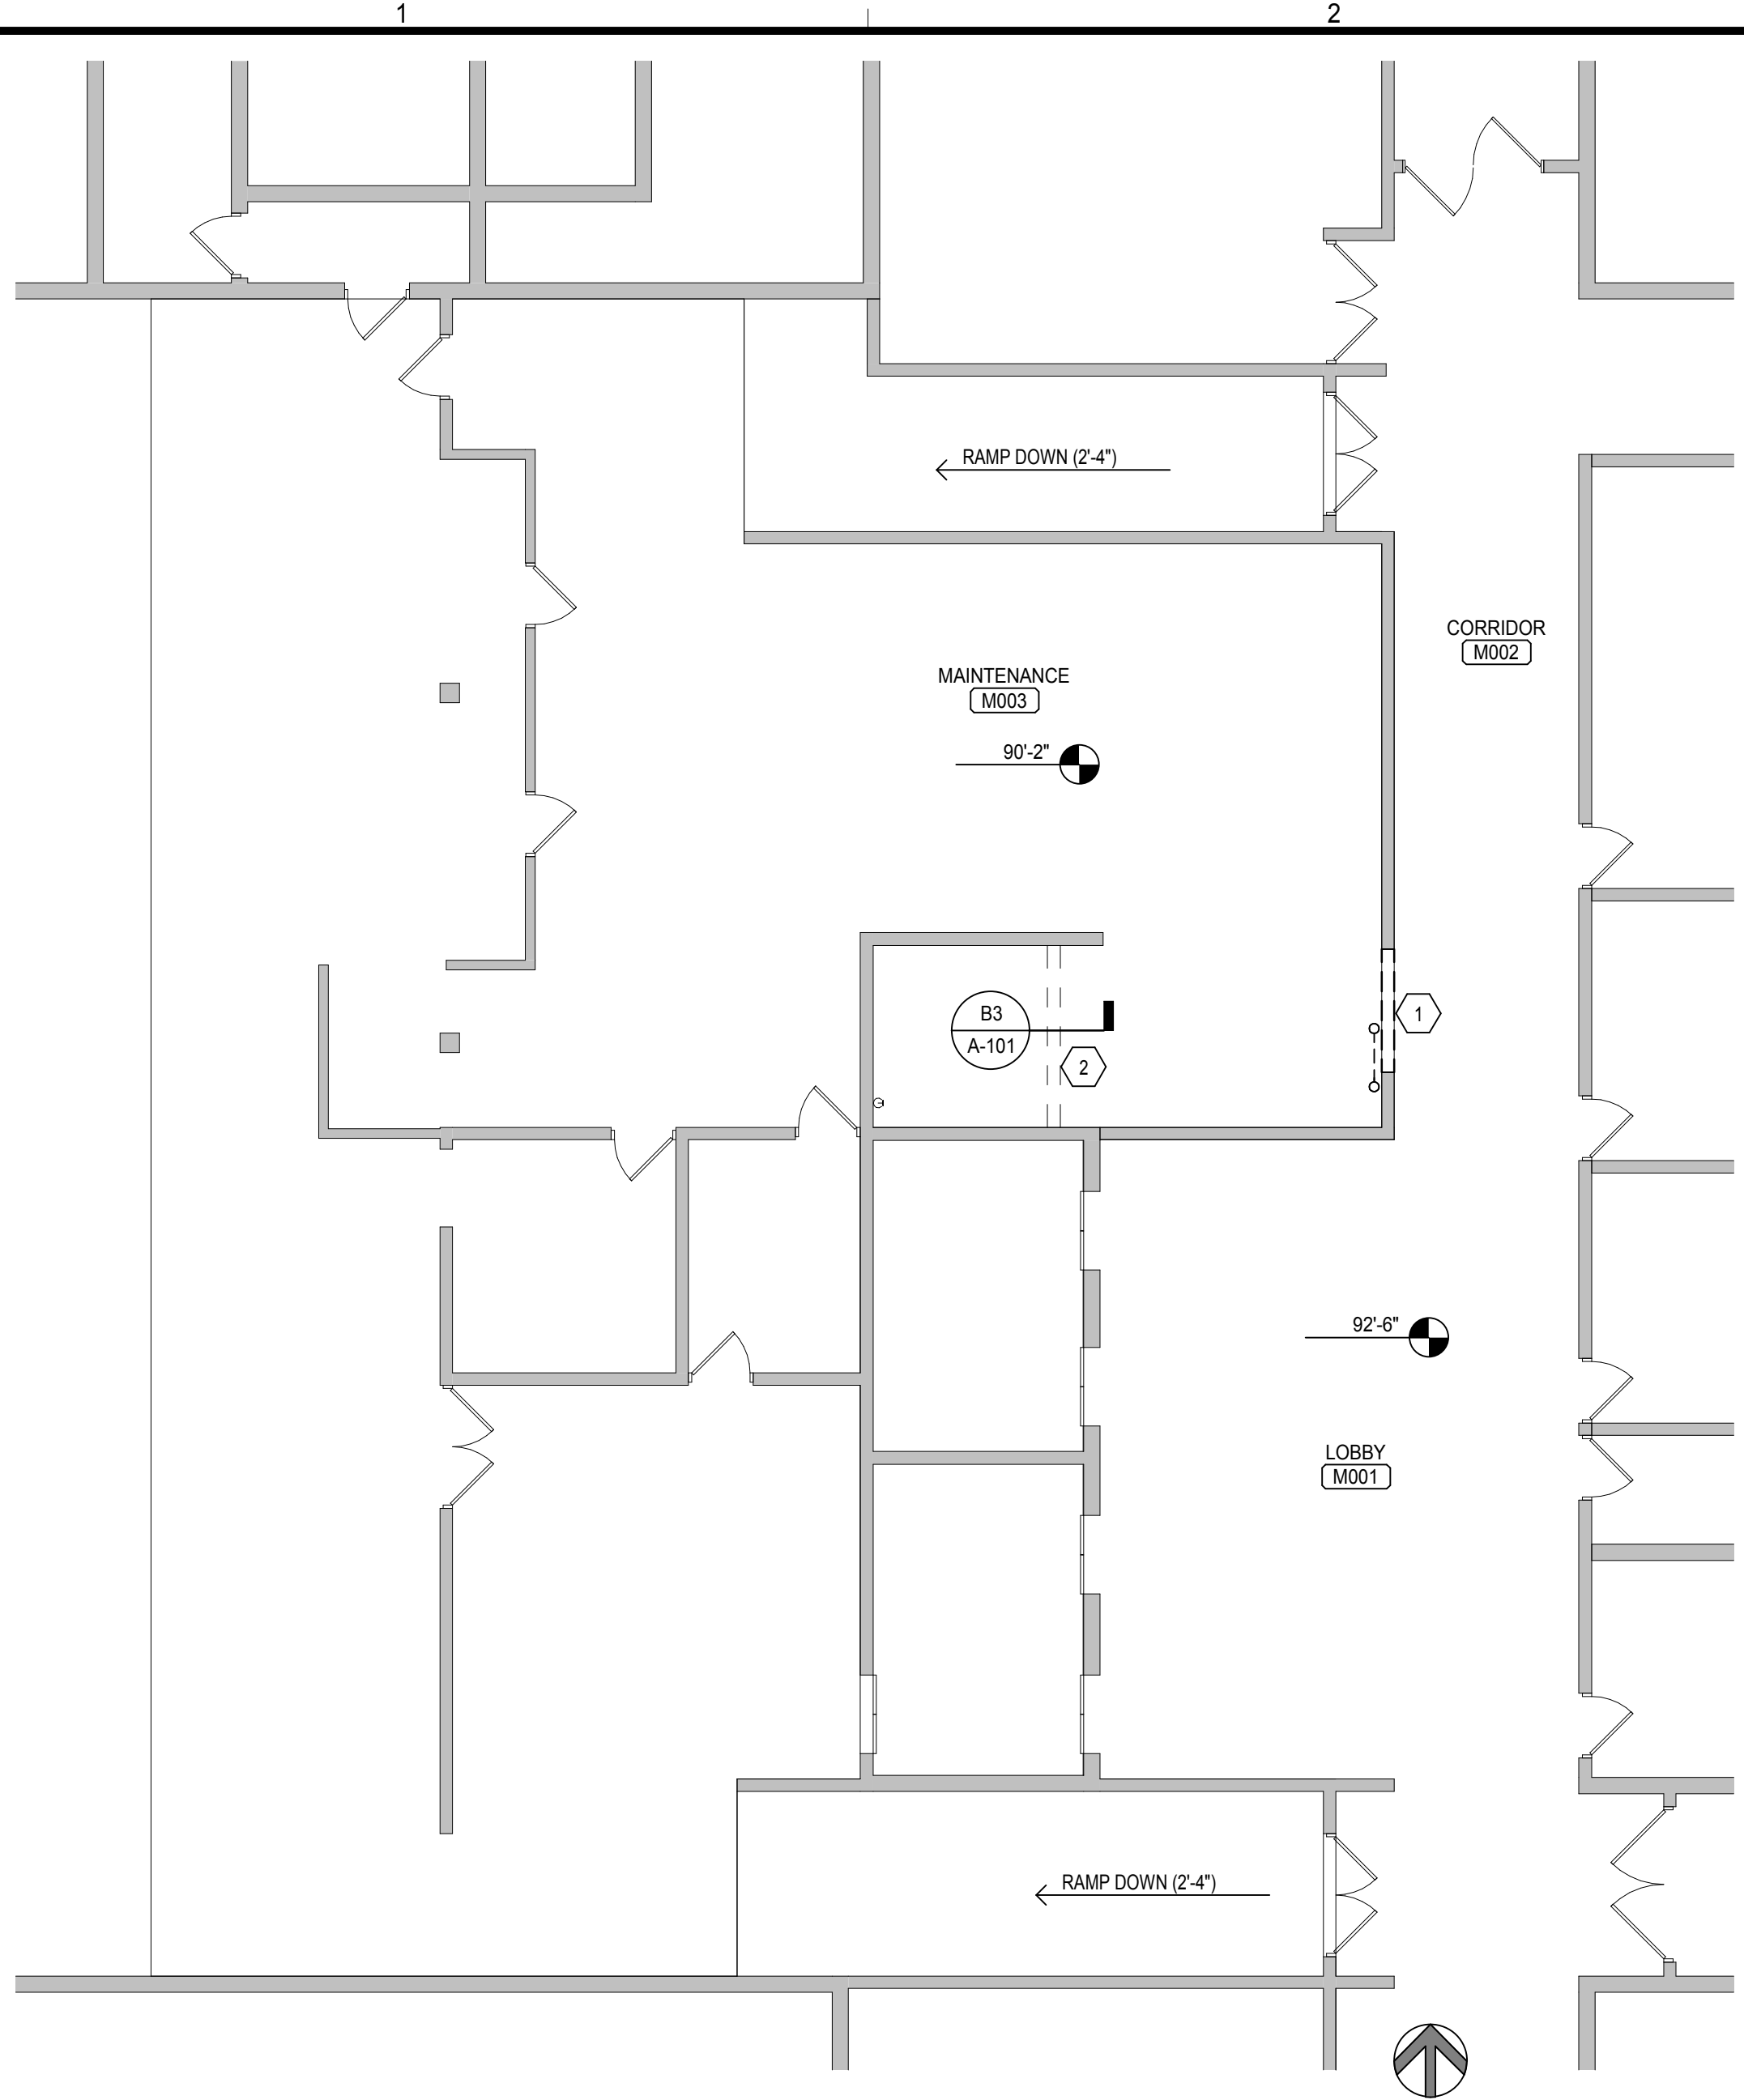 1
2
RAMP DOWN (2'-4")
CORRIDOR
M002
MAINTENANCE
M003
90'-2"
B3
A-101
1
2
92'-6"
LOBBY
M001
RAMP DOWN (2'-4")